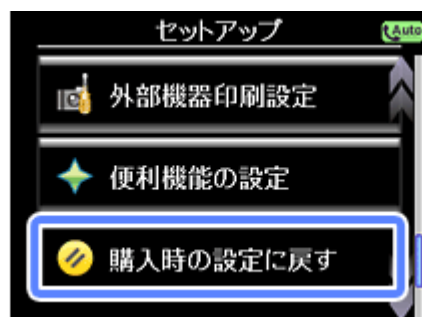 セットアップ
Auto
外部機器印刷設定
便利機能の設定
購入時の設定に戻す